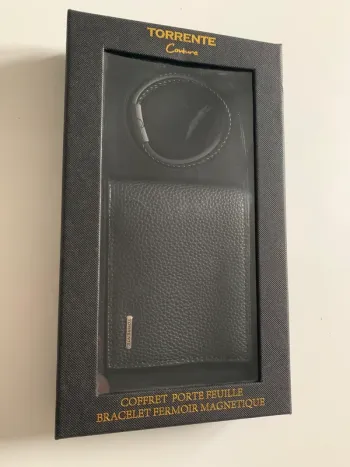 TORRENTE
Couture
COFFRET PORTE FEUILLE
BRACELET FERMOIR MAGNETIQUE